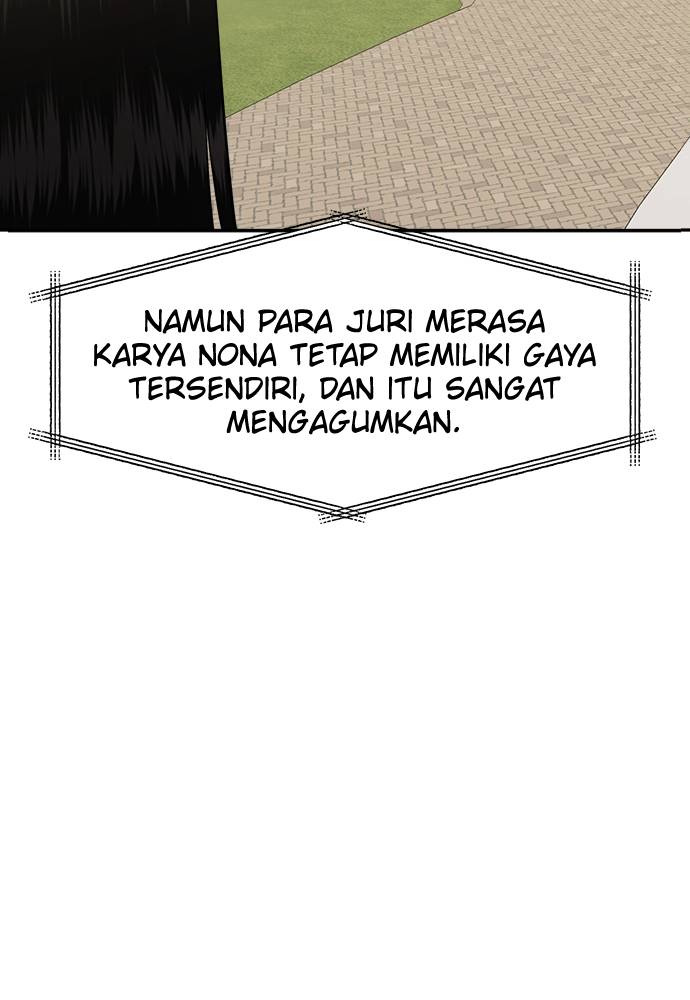 NAMUN PARA JURI MERASA
KARYA NONA TETAP MEMILIKI GAYA
TERSENDIRI, DAN ITU SANGAT
MENGAGUMKAN.